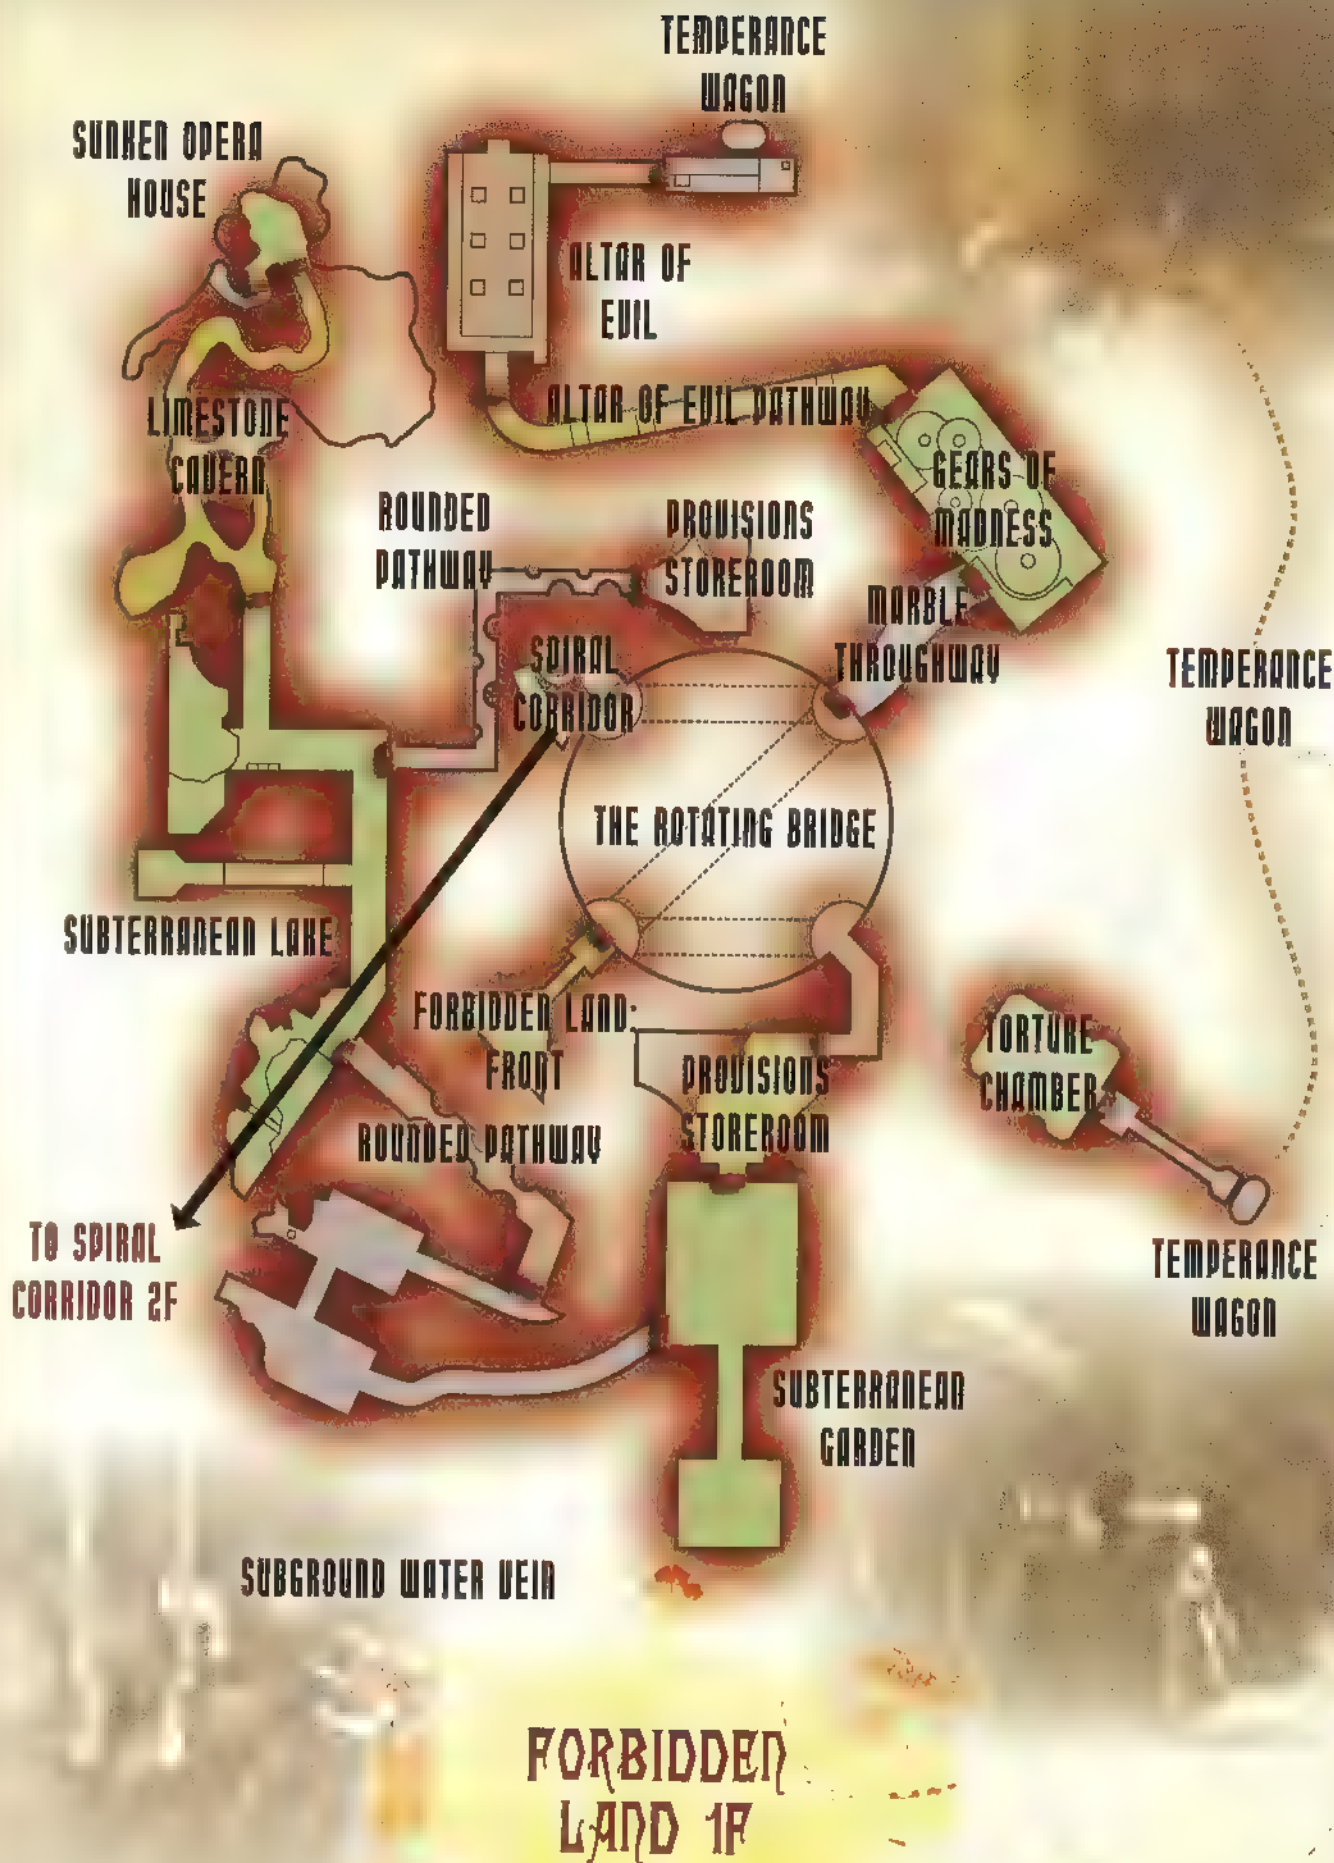 TEMPERANCE
WAGON
SUNKEN OPERA
HOUSE
ALTAR OF
EVIL
ALTAR OF EVIL PATHWAY
LIMESTONE
CAVERN
GEARS OF
MADNESS
ROUNDED
PATHWAY
PROVISIONS
STOREROOM
MARBLE
THROUGHWAY
SPIRAL
CORRIDOR
TEMPERANCE
WAGON
THE ROTATING BRIDGE
SUBTERRANEAN LAKE
FORBIDDEN LAND:
FRONT
TORTURE
CHAMBER
PROVISIONS
STOREROOM
ROUNDED PATHWAY
TO SPIRAL
CORRIDOR 2F
TEMPERANCE
WAGON
SUBTERRANEAN
GARDEN
SUBGROUND WATER VEIN
FORBIDDEN
LAND 1F